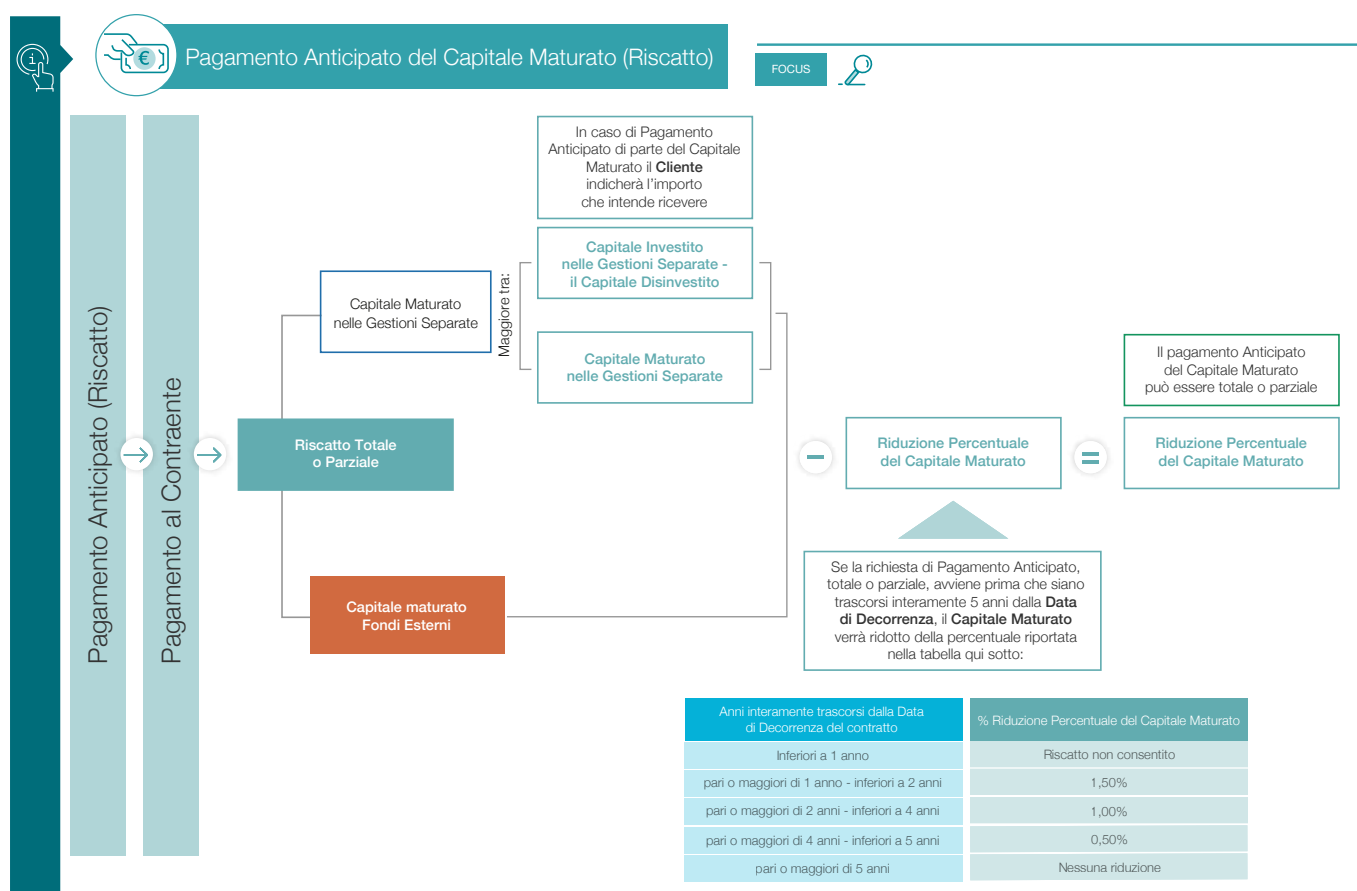 Pagamento Anticipato del Capitale Maturato (Riscatto)
FOCUS
Pagamento Anticipato (Riscatto)
Pagamento al Contraente
In caso di Pagamento
Anticipato di parte del Capitale
Maturato il Cliente
indicherà l'importo
che intende ricevere
Capitale Maturato
nelle Gestioni Separate
Maggiore tra:
Capitale Investito
nelle Gestioni Separate -
il Capitale Disinvestito
Capitale Maturato
nelle Gestioni Separate
Riscatto Totale
o Parziale
Capitale maturato
Fondi Esterni
Riduzione Percentuale
del Capitale Maturato
Il pagamento Anticipato
del Capitale Maturato
può essere totale o parziale
Riduzione Percentuale
del Capitale Maturato
Se la richiesta di Pagamento Anticipato,
totale o parziale, avviene prima che siano
trascorsi interamente 5 anni dalla Data
di Decorrenza, il Capitale Maturato
verrà ridotto della percentuale riportata
nella tabella qui sotto:
Anni interamente trascorsi dalla Data
di Decorrenza del contratto
% Riduzione Percentuale del Capitale Maturato
Inferiori a 1 anno
Riscatto non consentito
pari o maggiori di 1 anno - inferiori a 2 anni
1,50%
pari o maggiori di 2 anni - inferiori a 4 anni
1,00%
pari o maggiori di 4 anni - inferiori a 5 anni
0,50%
pari o maggiori di 5 anni
Nessuna riduzione